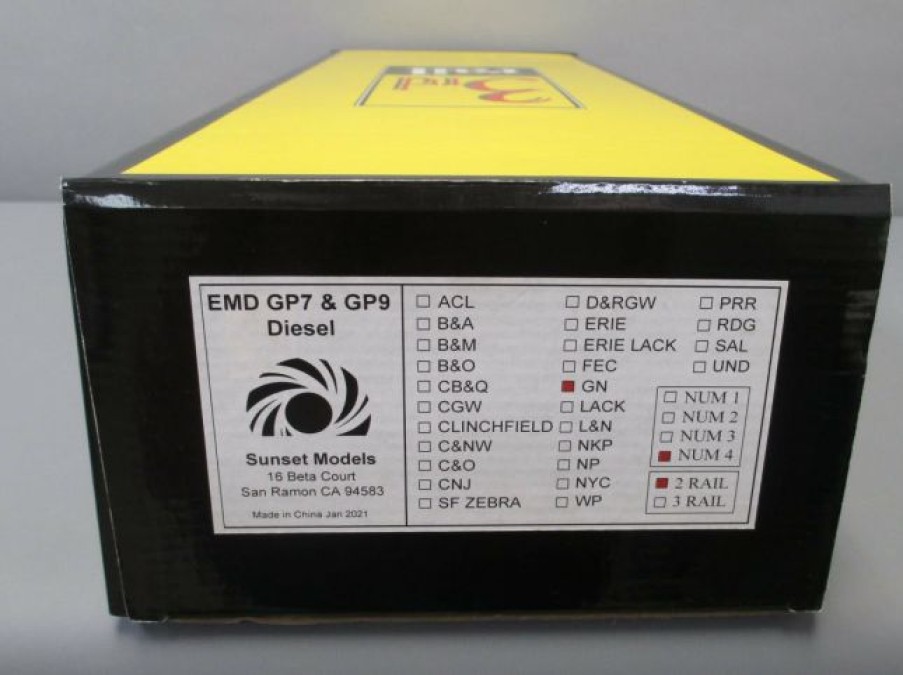 EMD GP7 & GP9
Diesel
Sunset Models
16 Beta Court
San Ramon CA 94583
Made in China Jan 2021
ACL
B&A
B&M
B&O
CB&Q
CGW
CLINCHFIELD
C&NW
C&O
CNJ
SF ZEBRA
D&RGW
ERIE
ERIE LACK
FEC
GN
LACK
L&N
NKP
NP
NYC
WP
PRR
RDG
SAL
UND
NUM 1
NUM 2
NUM 3
NUM 4
2 RAIL
3 RAIL